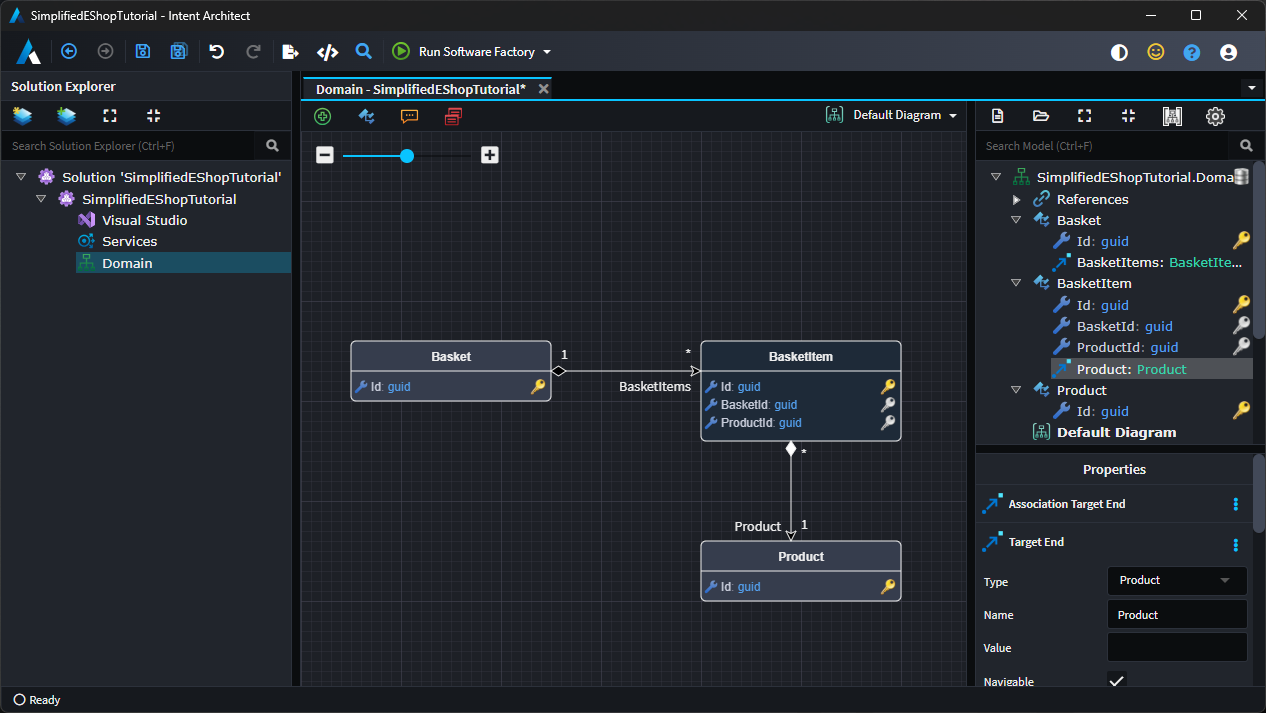 SimplifiedEShopTutorial - Intent Architect
Run Software Factory
Solution Explorer
Search Solution Explorer (Ctrl+F)
Solution 'SimplifiedEShopTutorial'
SimplifiedEShopTutorial
Visual Studio
Services
Domain
Domain - SimplifiedEShopTutorial*
Default Diagram
Basket
Id: guid
1
*
BasketItems
BasketItem
Id: guid
BasketId: guid
ProductId: guid
*
Product
1
Product
Id: guid
Search Model (Ctrl+F)
SimplifiedEShopTutorial.Doma
References
Basket
Id: guid
BasketItems: BasketIte...
BasketItem
Id: guid
BasketId: guid
ProductId: guid
Product: Product
Product
Id: guid
Default Diagram
Properties
Association Target End
Target End
Type Product
Name Product
Value
Navigable
Ready